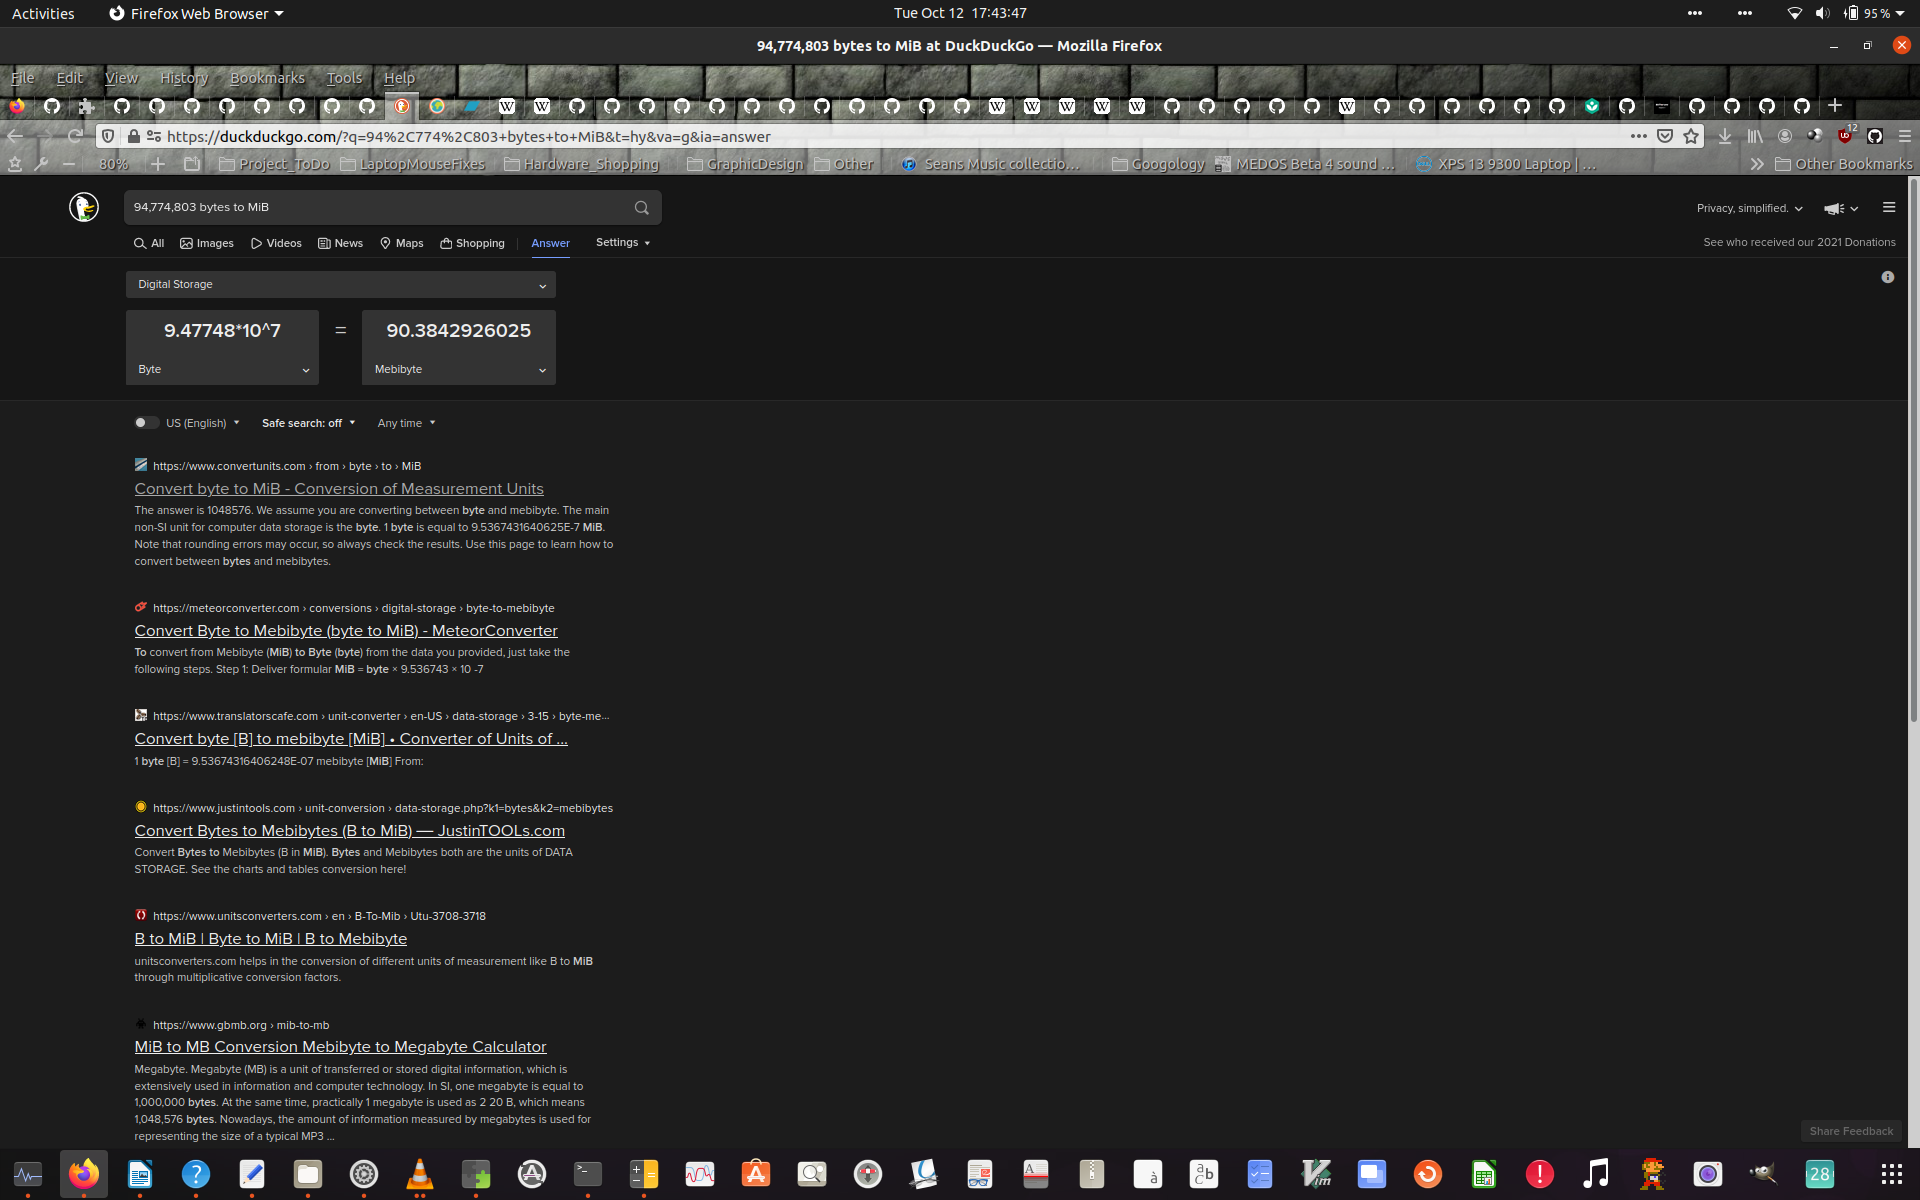 Activities
Firefox Web Browser
Tue Oct 12 17:43:47
95 %
94,774,803 bytes to MiB at DuckDuckGo — Mozilla Firefox
File Edit View History Bookmarks Tools Help
https://duckduckgo.com/?q=94%2C774%2C803+bytes+to+MiB&t=hy&va=g&ia=answer
12
80%
Project_ToDo
LaptopMouseFixes
Hardware_Shopping
GraphicDesign
Other
Seans Music collectio...
Googology
MEDOS Beta 4 sound ...
XPS 13 9300 Laptop | ...
Other Bookmarks
94,774,803 bytes to MiB
Privacy, simplified.
All Images Videos News Maps Shopping Answer Settings
See who received our 2021 Donations
Digital Storage
9.47748*10^7 = 90.3842926025
Byte Mebibyte
US (English) Safe search: off Any time
https://www.convertunits.com › from › byte › to › MiB
Convert byte to MiB - Conversion of Measurement Units
The answer is 1048576. We assume you are converting between byte and mebibyte. The main
non-SI unit for computer data storage is the byte. 1 byte is equal to 9.5367431640625E-7 MiB.
Note that rounding errors may occur, so always check the results. Use this page to learn how to
convert between bytes and mebibytes.
https://meteorconverter.com › conversions › digital-storage › byte-to-mebibyte
Convert Byte to Mebibyte (byte to MiB) - MeteorConverter
To convert from Mebibyte (MiB) to Byte (byte) from the data you provided, just take the
following steps. Step 1: Deliver formular MiB = byte × 9.536743 × 10 -7
https://www.translatorscafe.com › unit-converter › en-US › data-storage › 3-15 › byte-me...
Convert byte [B] to mebibyte [MiB] • Converter of Units of ...
1 byte [B] = 9.53674316406248E-07 mebibyte [MiB] From:
https://www.justintools.com › unit-conversion › data-storage.php?k1=bytes&k2=mebibytes
Convert Bytes to Mebibytes (B to MiB) — JustinTOOLs.com
Convert Bytes to Mebibytes (B in MiB). Bytes and Mebibytes both are the units of DATA
STORAGE. See the charts and tables conversion here!
https://www.unitsconverters.com › en › B-To-Mib › Utu-3708-3718
B to MiB | Byte to MiB | B to Mebibyte
unitsconverters.com helps in the conversion of different units of measurement like B to MiB
through multiplicative conversion factors.
https://www.gbmb.org › mib-to-mb
MiB to MB Conversion Mebibyte to Megabyte Calculator
Megabyte. Megabyte (MB) is a unit of transferred or stored digital information, which is
extensively used in information and computer technology. In SI, one megabyte is equal to
1,000,000 bytes. At the same time, practically 1 megabyte is used as 2 20 B, which means
1,048,576 bytes. Nowadays, the amount of information measured by megabytes is used for
representing the size of a typical MP3 ...
Share Feedback
28